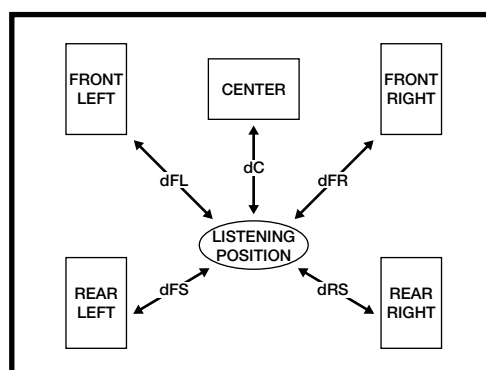 FRONT
LEFT
CENTER
FRONT
RIGHT
dFL
dC
dFR
LISTENING
POSITION
REAR
LEFT
dFS
dRS
REAR
RIGHT